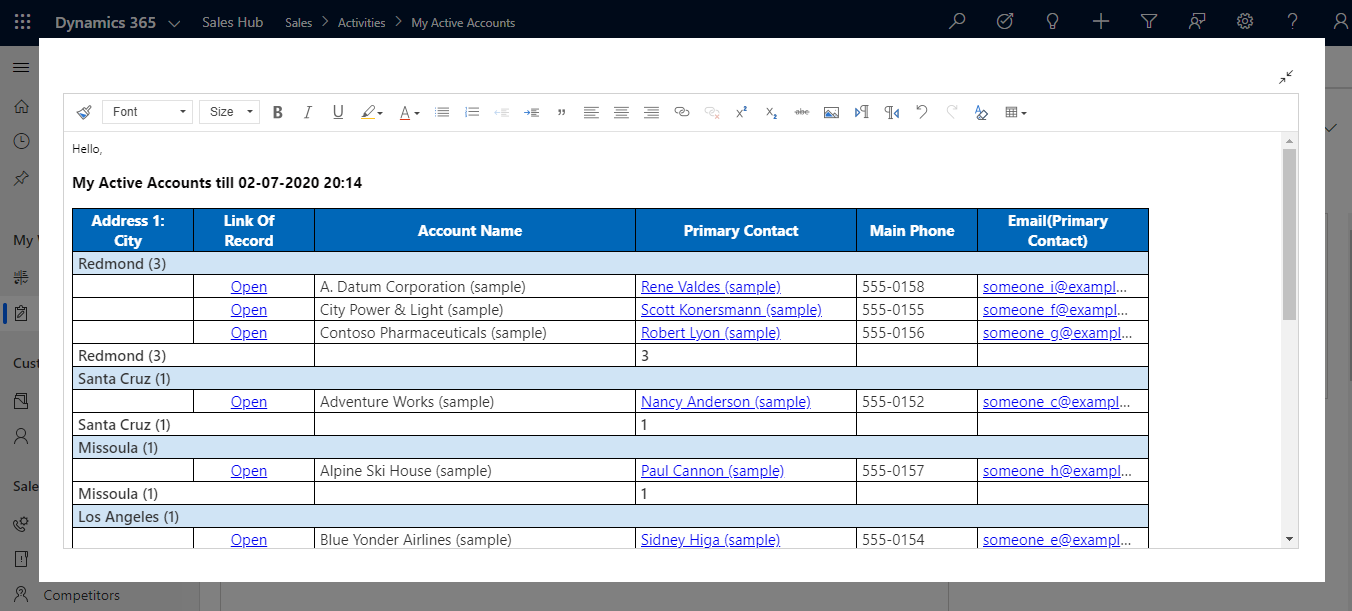 Dynamics 365 Sales Hub Sales > Activities > My Active Accounts
Font Size B I U A ” x² X₂ abc
Hello,
My Active Accounts till 02-07-2020 20:14
Address 1: City Link Of Record Account Name Primary Contact Main Phone Email(Primary Contact)
Redmond (3)
Open A. Datum Corporation (sample) Rene Valdes (sample) 555-0158 someone_i@exampl...
Open City Power & Light (sample) Scott Konersmann (sample) 555-0155 someone_f@exampl...
Open Contoso Pharmaceuticals (sample) Robert Lyon (sample) 555-0156 someone_g@exampl...
Redmond (3) 3
Santa Cruz (1)
Open Adventure Works (sample) Nancy Anderson (sample) 555-0152 someone_c@exampl...
Santa Cruz (1) 1
Missoula (1)
Open Alpine Ski House (sample) Paul Cannon (sample) 555-0157 someone_h@exampl...
Missoula (1) 1
Los Angeles (1)
Open Blue Yonder Airlines (sample) Sidney Higa (sample) 555-0154 someone_e@exampl...
My
Cust
Sale
Competitors